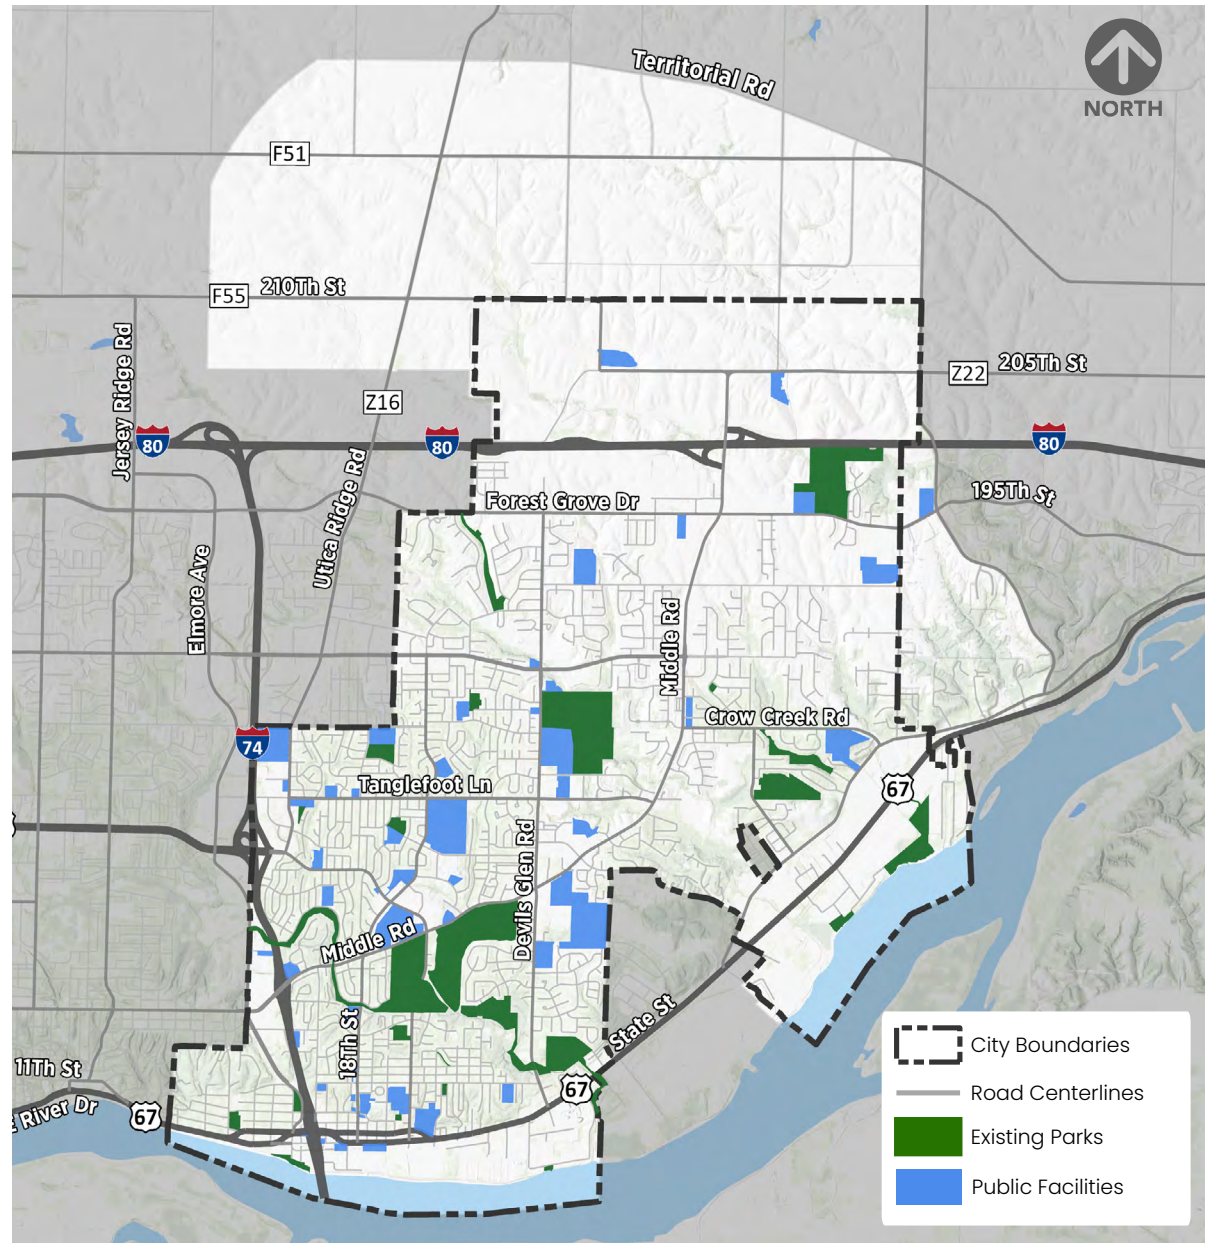 Territorial Rd
NORTH
F51
F55
210Th St
Jersey Ridge Rd
Z16
Z22
205Th St
80
80
80
Utica Ridge Rd
Forest Grove Dr
195Th St
Elmore Ave
Middle Rd
Crow Creek Rd
74
Tanglefoot Ln
67
Devils Glen Rd
Middle Rd
18Th St
State St
11Th St
67
67
E River Dr
City Boundaries
Road Centerlines
Existing Parks
Public Facilities